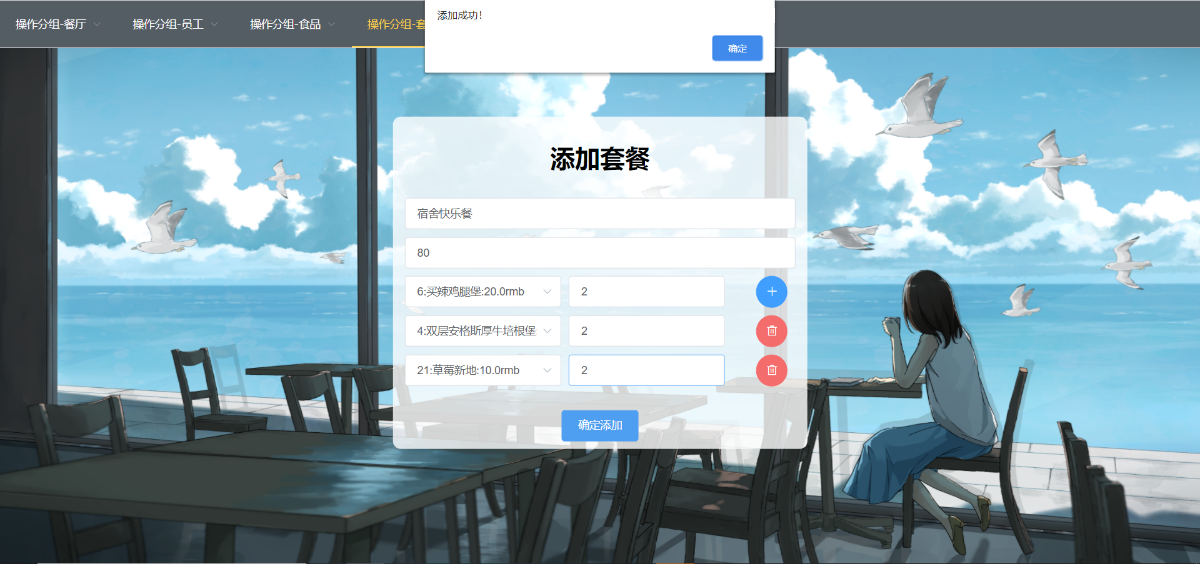 操作分组-餐厅
操作分组-员工
操作分组-食品
操作分组-套
添加成功！
确定
添加套餐
宿舍快乐餐
80
6:买辣鸡腿堡:20.0rmb
2
4:双层安格斯厚牛培根堡
2
21:草莓新地:10.0rmb
2
确定添加